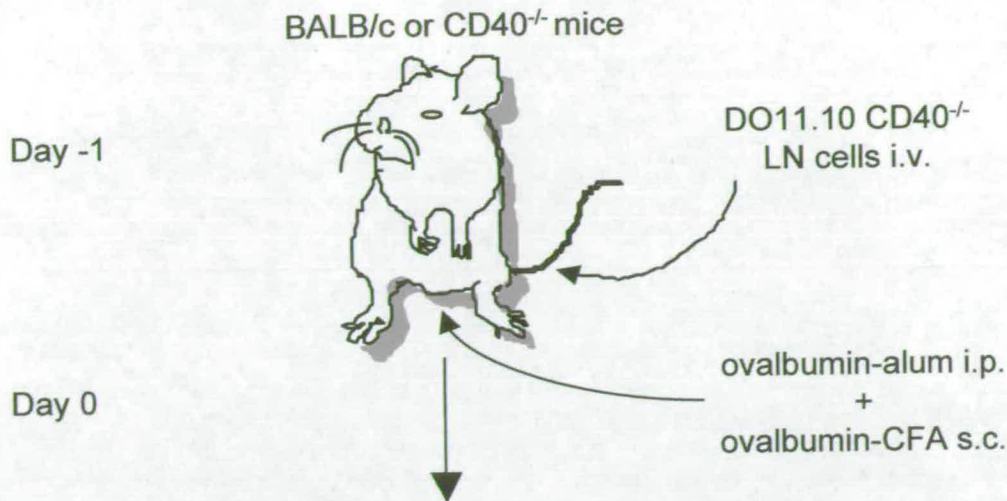 BALB/c or CD40-/- mice
Day -1
DO11.10 CD40-/-
LN cells i.v.
Day 0
ovalbumin-alum i.p.
+
ovalbumin-CFA s.c.